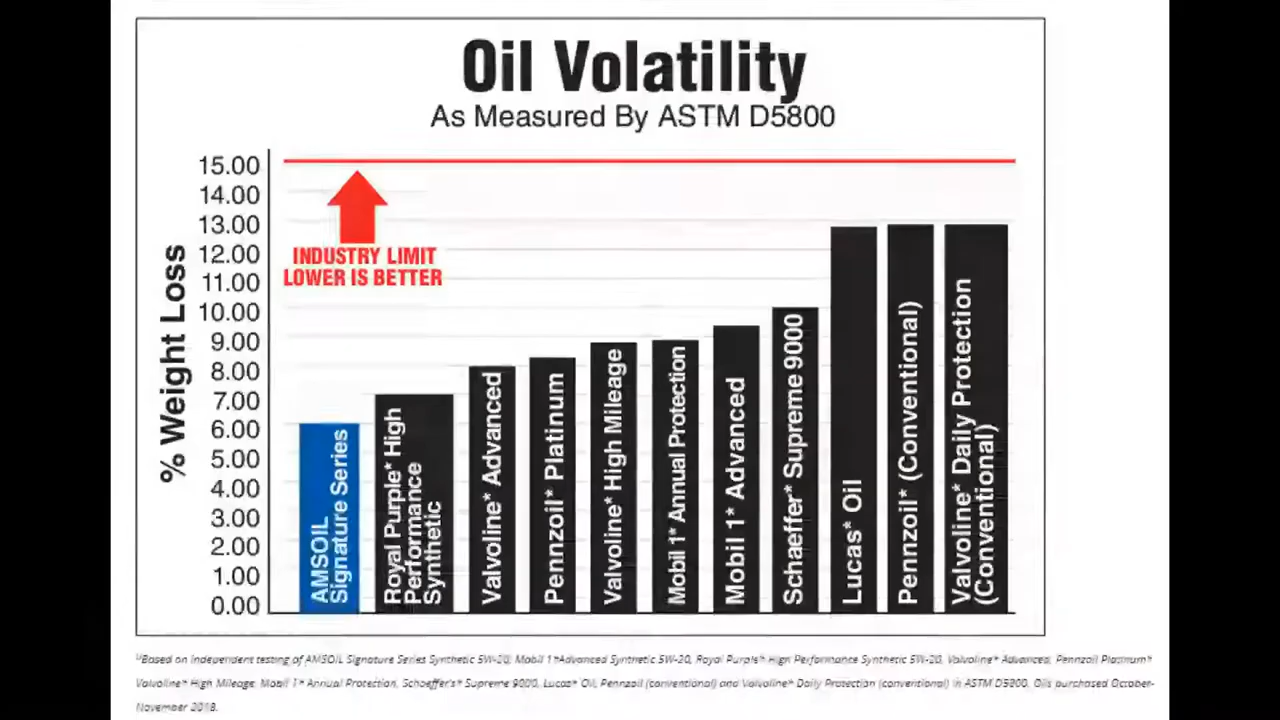 Oil Volatility
As Measured By ASTM D5800
% Weight Loss
15.00
14.00
13.00
12.00
11.00
10.00
9.00
8.00
7.00
6.00
5.00
4.00
3.00
2.00
1.00
0.00
INDUSTRY LIMIT
LOWER IS BETTER
AMSOIL
Signature Series
Royal Purple* High
Performance
Synthetic
Valvoline* Advanced
Pennzoil* Platinum
Valvoline* High Mileage
Mobil 1* Annual Protection
Mobil 1* Advanced
Schaeffer* Supreme 9000
Lucas* Oil
Pennzoil* (Conventional)
Valvoline* Daily Protection
(Conventional)
Based on independent testing of AMSOIL Signature Series Synthetic 5W-20, Mobil 1* Advanced Synthetic 5W-20, Royal Purple* High Performance Synthetic 5W-20, Valvoline* Advanced, Pennzoil Platinum*
Valvoline* High Mileage, Mobil 1* Annual Protection, Schaeffer's* Supreme 9000, Lucas* Oil, Pennzoil (conventional) and Valvoline* Daily Protection (conventional) in ASTM D5800. Oils purchased October-
November 2018.